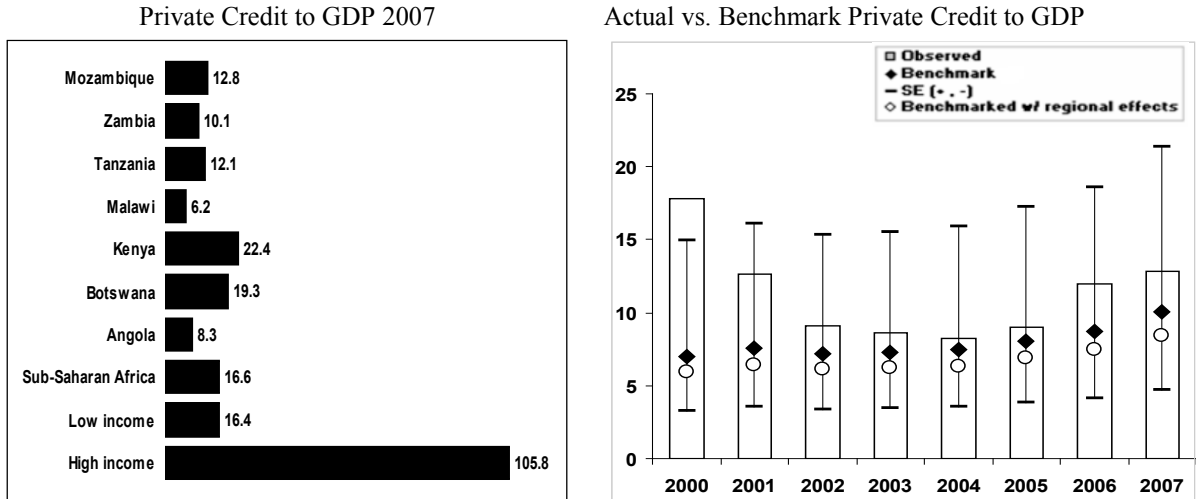 Private Credit to GDP 2007
Mozambique 12.8
Zambia 10.1
Tanzania 12.1
Malawi 6.2
Kenya 22.4
Botswana 19.3
Angola 8.3
Sub-Saharan Africa 16.6
Low income 16.4
High income 105.8
Actual vs. Benchmark Private Credit to GDP
Observed
Benchmark
SE (+ , -)
Benchmarked w/ regional effects
25
20
15
10
5
0
2000 2001 2002 2003 2004 2005 2006 2007